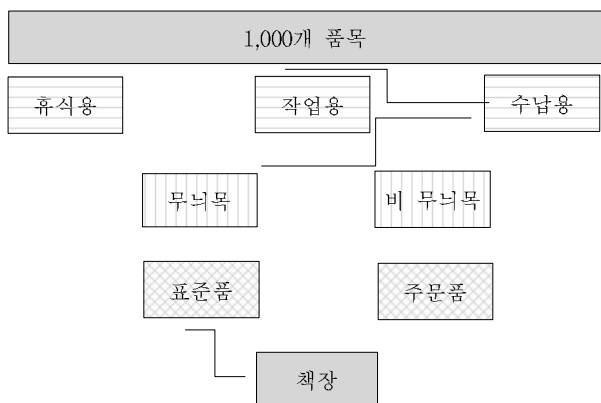 1,000개 품목
휴식용
작업용
수납용
무늬목
비 무늬목
표준품
주문품
책장